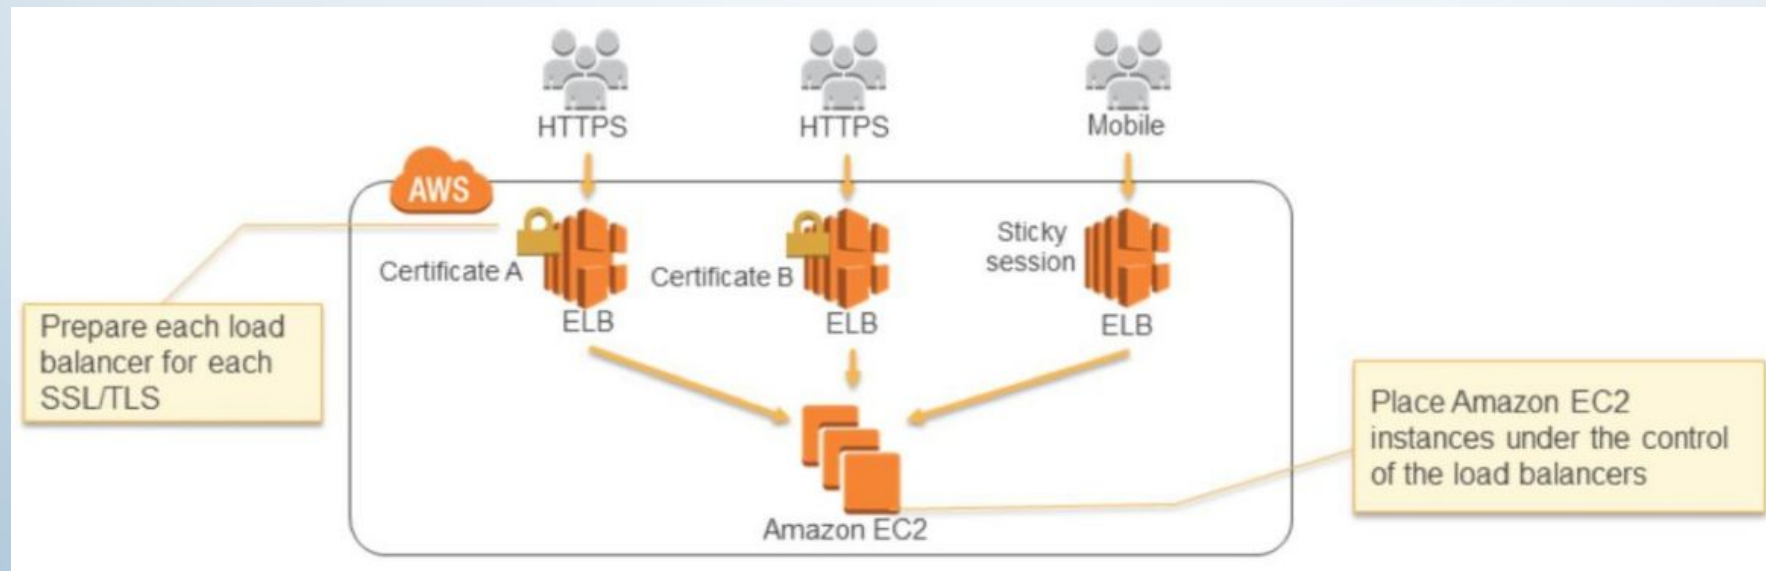 HTTPS
HTTPS
Mobile
AWS
Certificate A
ELB
Certificate B
ELB
Sticky
session
ELB
Prepare each load
balancer for each
SSL/TLS
Amazon EC2
Place Amazon EC2
instances under the control
of the load balancers